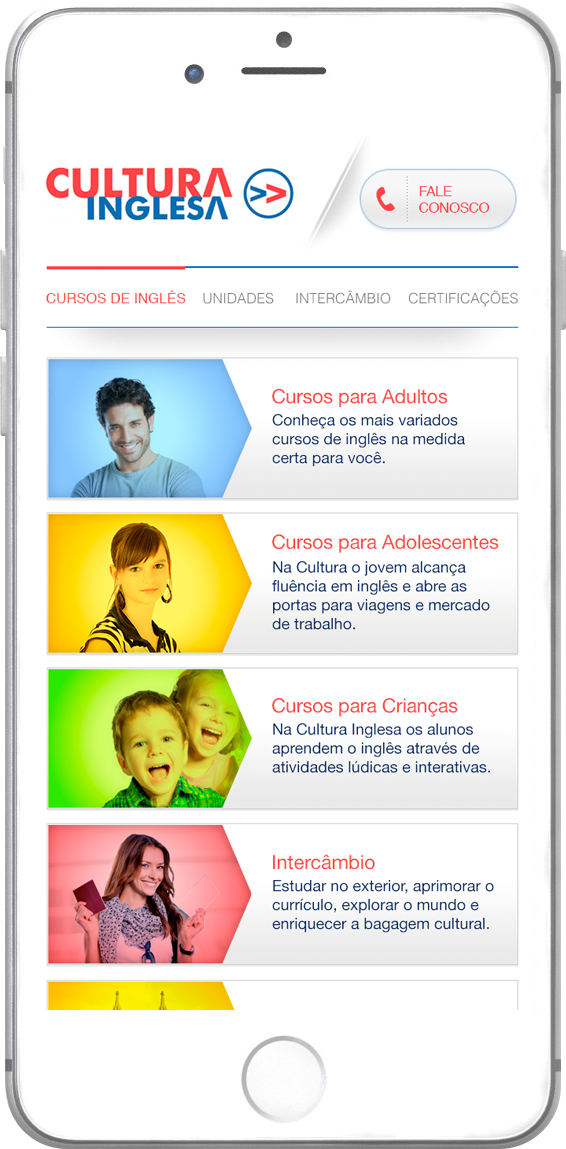 CULTURA
INGLESA
FALE
CONOSCO
CURSOS DE INGLÊS UNIDADES INTERCÂMBIO CERTIFICAÇÕES
Cursos para Adultos
Conheça os mais variados
cursos de inglês na medida
certa para você.
Cursos para Adolescentes
Na Cultura o jovem alcança
fluência em inglês e abre as
portas para viagens e mercado
de trabalho.
Cursos para Crianças
Na Cultura Inglesa os alunos
aprendem o inglês através de
atividades lúdicas e interativas.
Intercâmbio
Estudar no exterior, aprimorar o
currículo, explorar o mundo e
enriquecer a bagagem cultural.